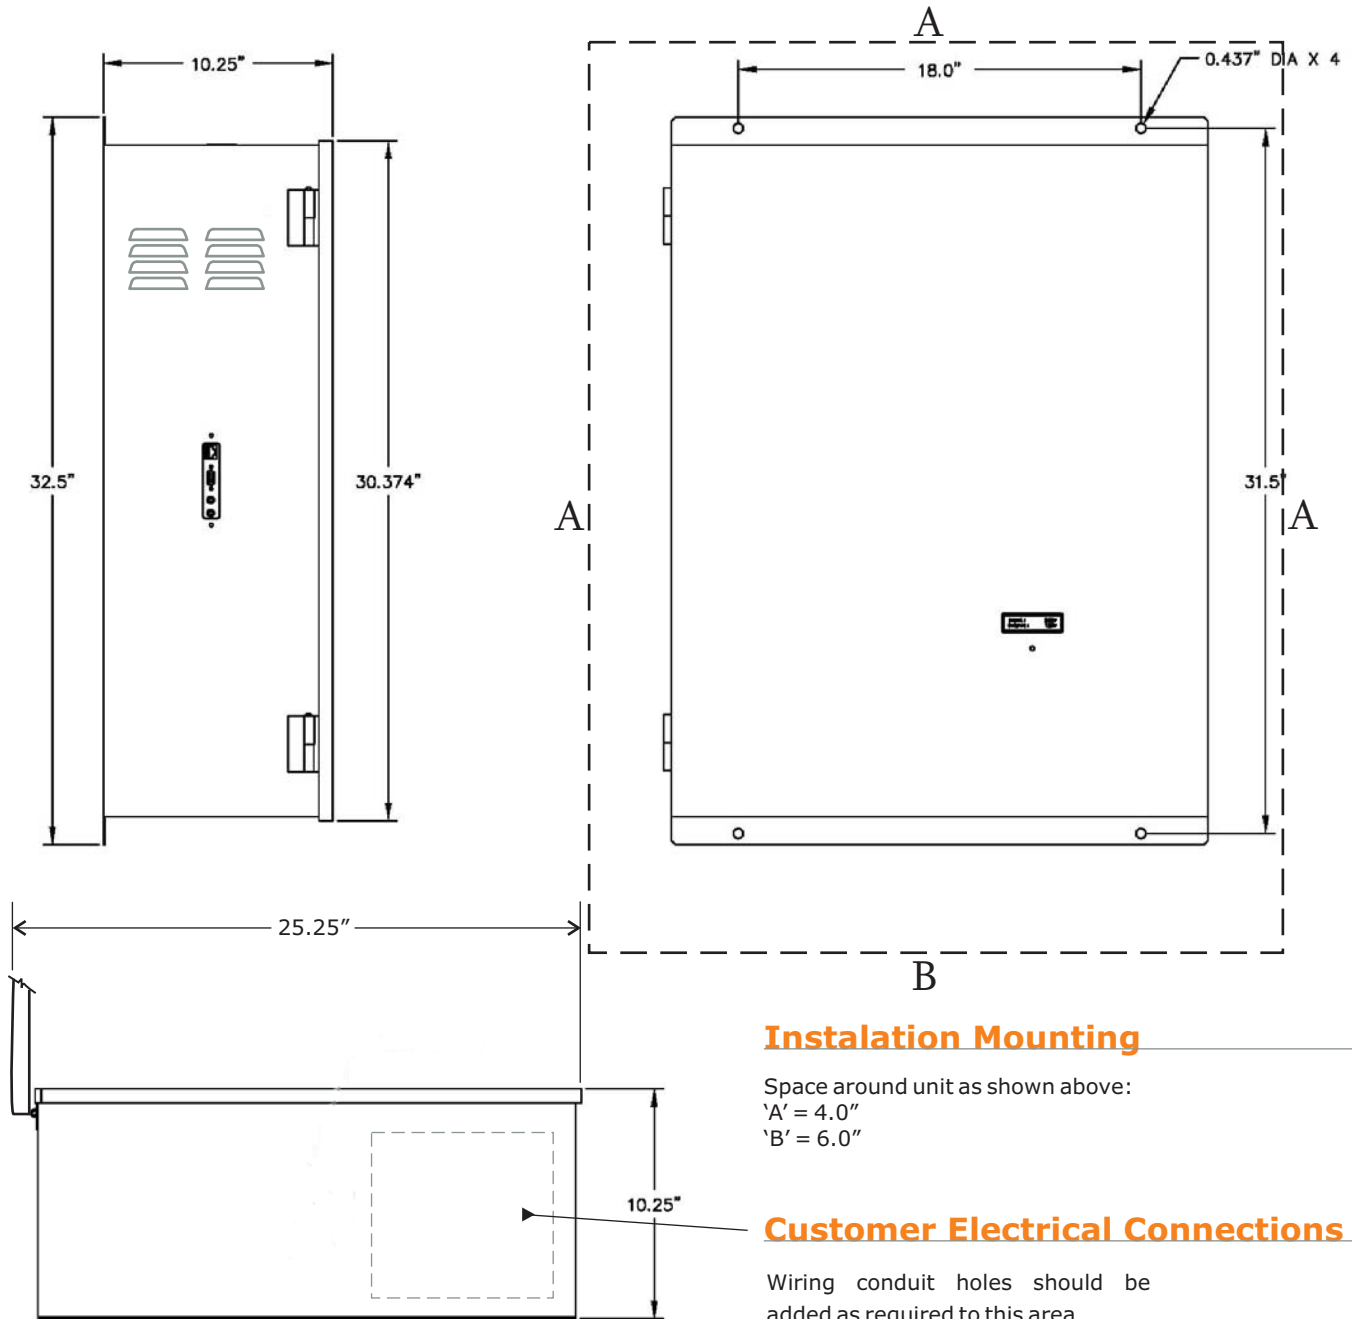 A
10.25"
18.0"
0.437" DIA X 4
32.5"
30.374"
31.5"
A
A
25.25”
B
Instalation Mounting
Space around unit as shown above:
‘A’ = 4.0”
‘B’ = 6.0”
10.25"
Customer Electrical Connections
Wiring conduit holes should be
added as required to this area